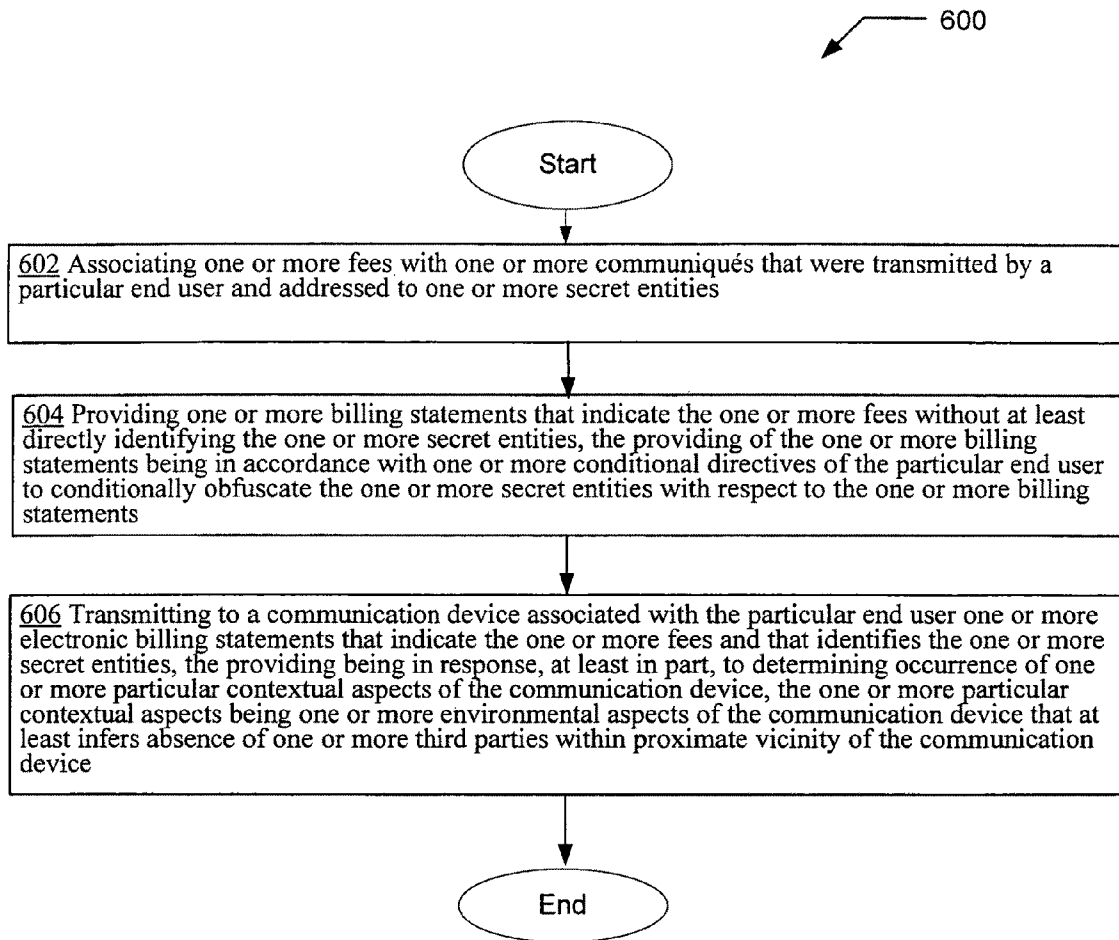 600
Start
602 Associating one or more fees with one or more communiqués that were transmitted by a
particular end user and addressed to one or more secret entities
604 Providing one or more billing statements that indicate the one or more fees without at least
directly identifying the one or more secret entities, the providing of the one or more billing
statements being in accordance with one or more conditional directives of the particular end user
to conditionally obfuscate the one or more secret entities with respect to the one or more billing
statements
606 Transmitting to a communication device associated with the particular end user one or more
electronic billing statements that indicate the one or more fees and that identifies the one or more
secret entities, the providing being in response, at least in part, to determining occurrence of one
or more particular contextual aspects of the communication device, the one or more particular
contextual aspects being one or more environmental aspects of the communication device that at
least infers absence of one or more third parties within proximate vicinity of the communication
device
End